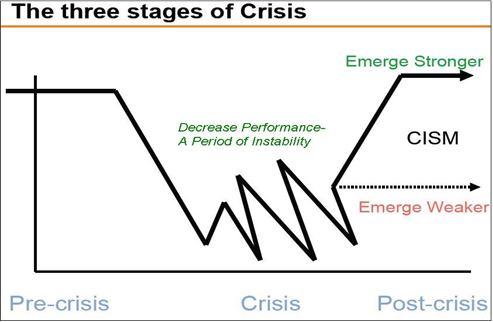 The three stages of Crisis
Emerge Stronger
Decrease Performance-
A Period of Instability
CISM
Emerge Weaker
Pre-crisis
Crisis
Post-crisis